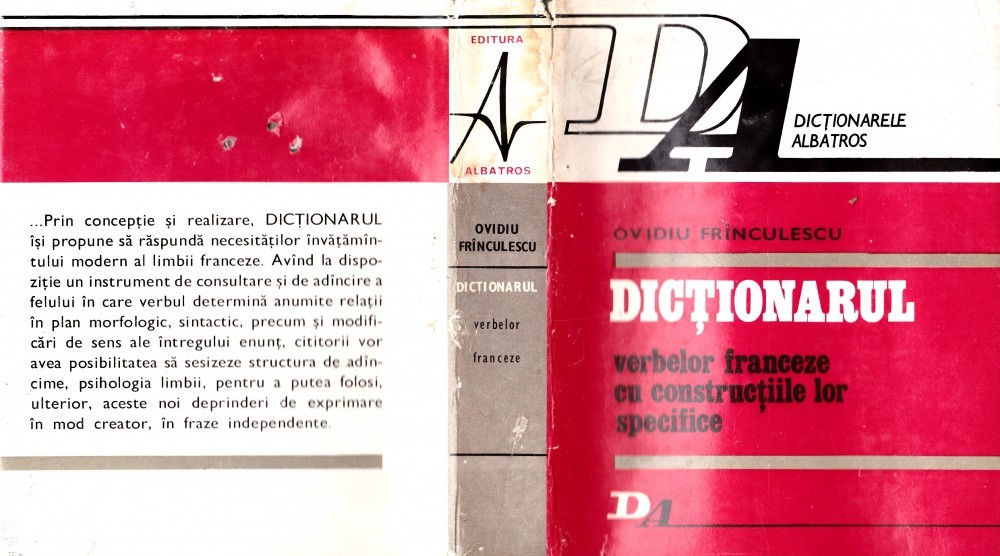 ...Prin concepție și realizare, DICȚIONARUL
își propune să răspundă necesităților învățămîn-
tului modern al limbii franceze. Avînd la dispo-
ziție un instrument de consultare și de adîncire a
felului în care verbul determină anumite relații
în plan morfologic, sintactic, precum și modifi-
cări de sens ale întregului enunț, cititorii vor
avea posibilitatea să sesizeze structura de adîn-
cime, psihologia limbii, pentru a putea folosi,
ulterior, aceste noi deprinderi de exprimare
în mod creator, în fraze independente.
EDITURA
ALBATROS
OVIDIU
FRÎNCULESCU
DICȚIONARUL
verbelor
franceze
DA
DICȚIONARELE
ALBATROS
OVIDIU FRÎNCULESCU
DICȚIONARUL
verbelor franceze
cu construcțiile lor
specifice
DA